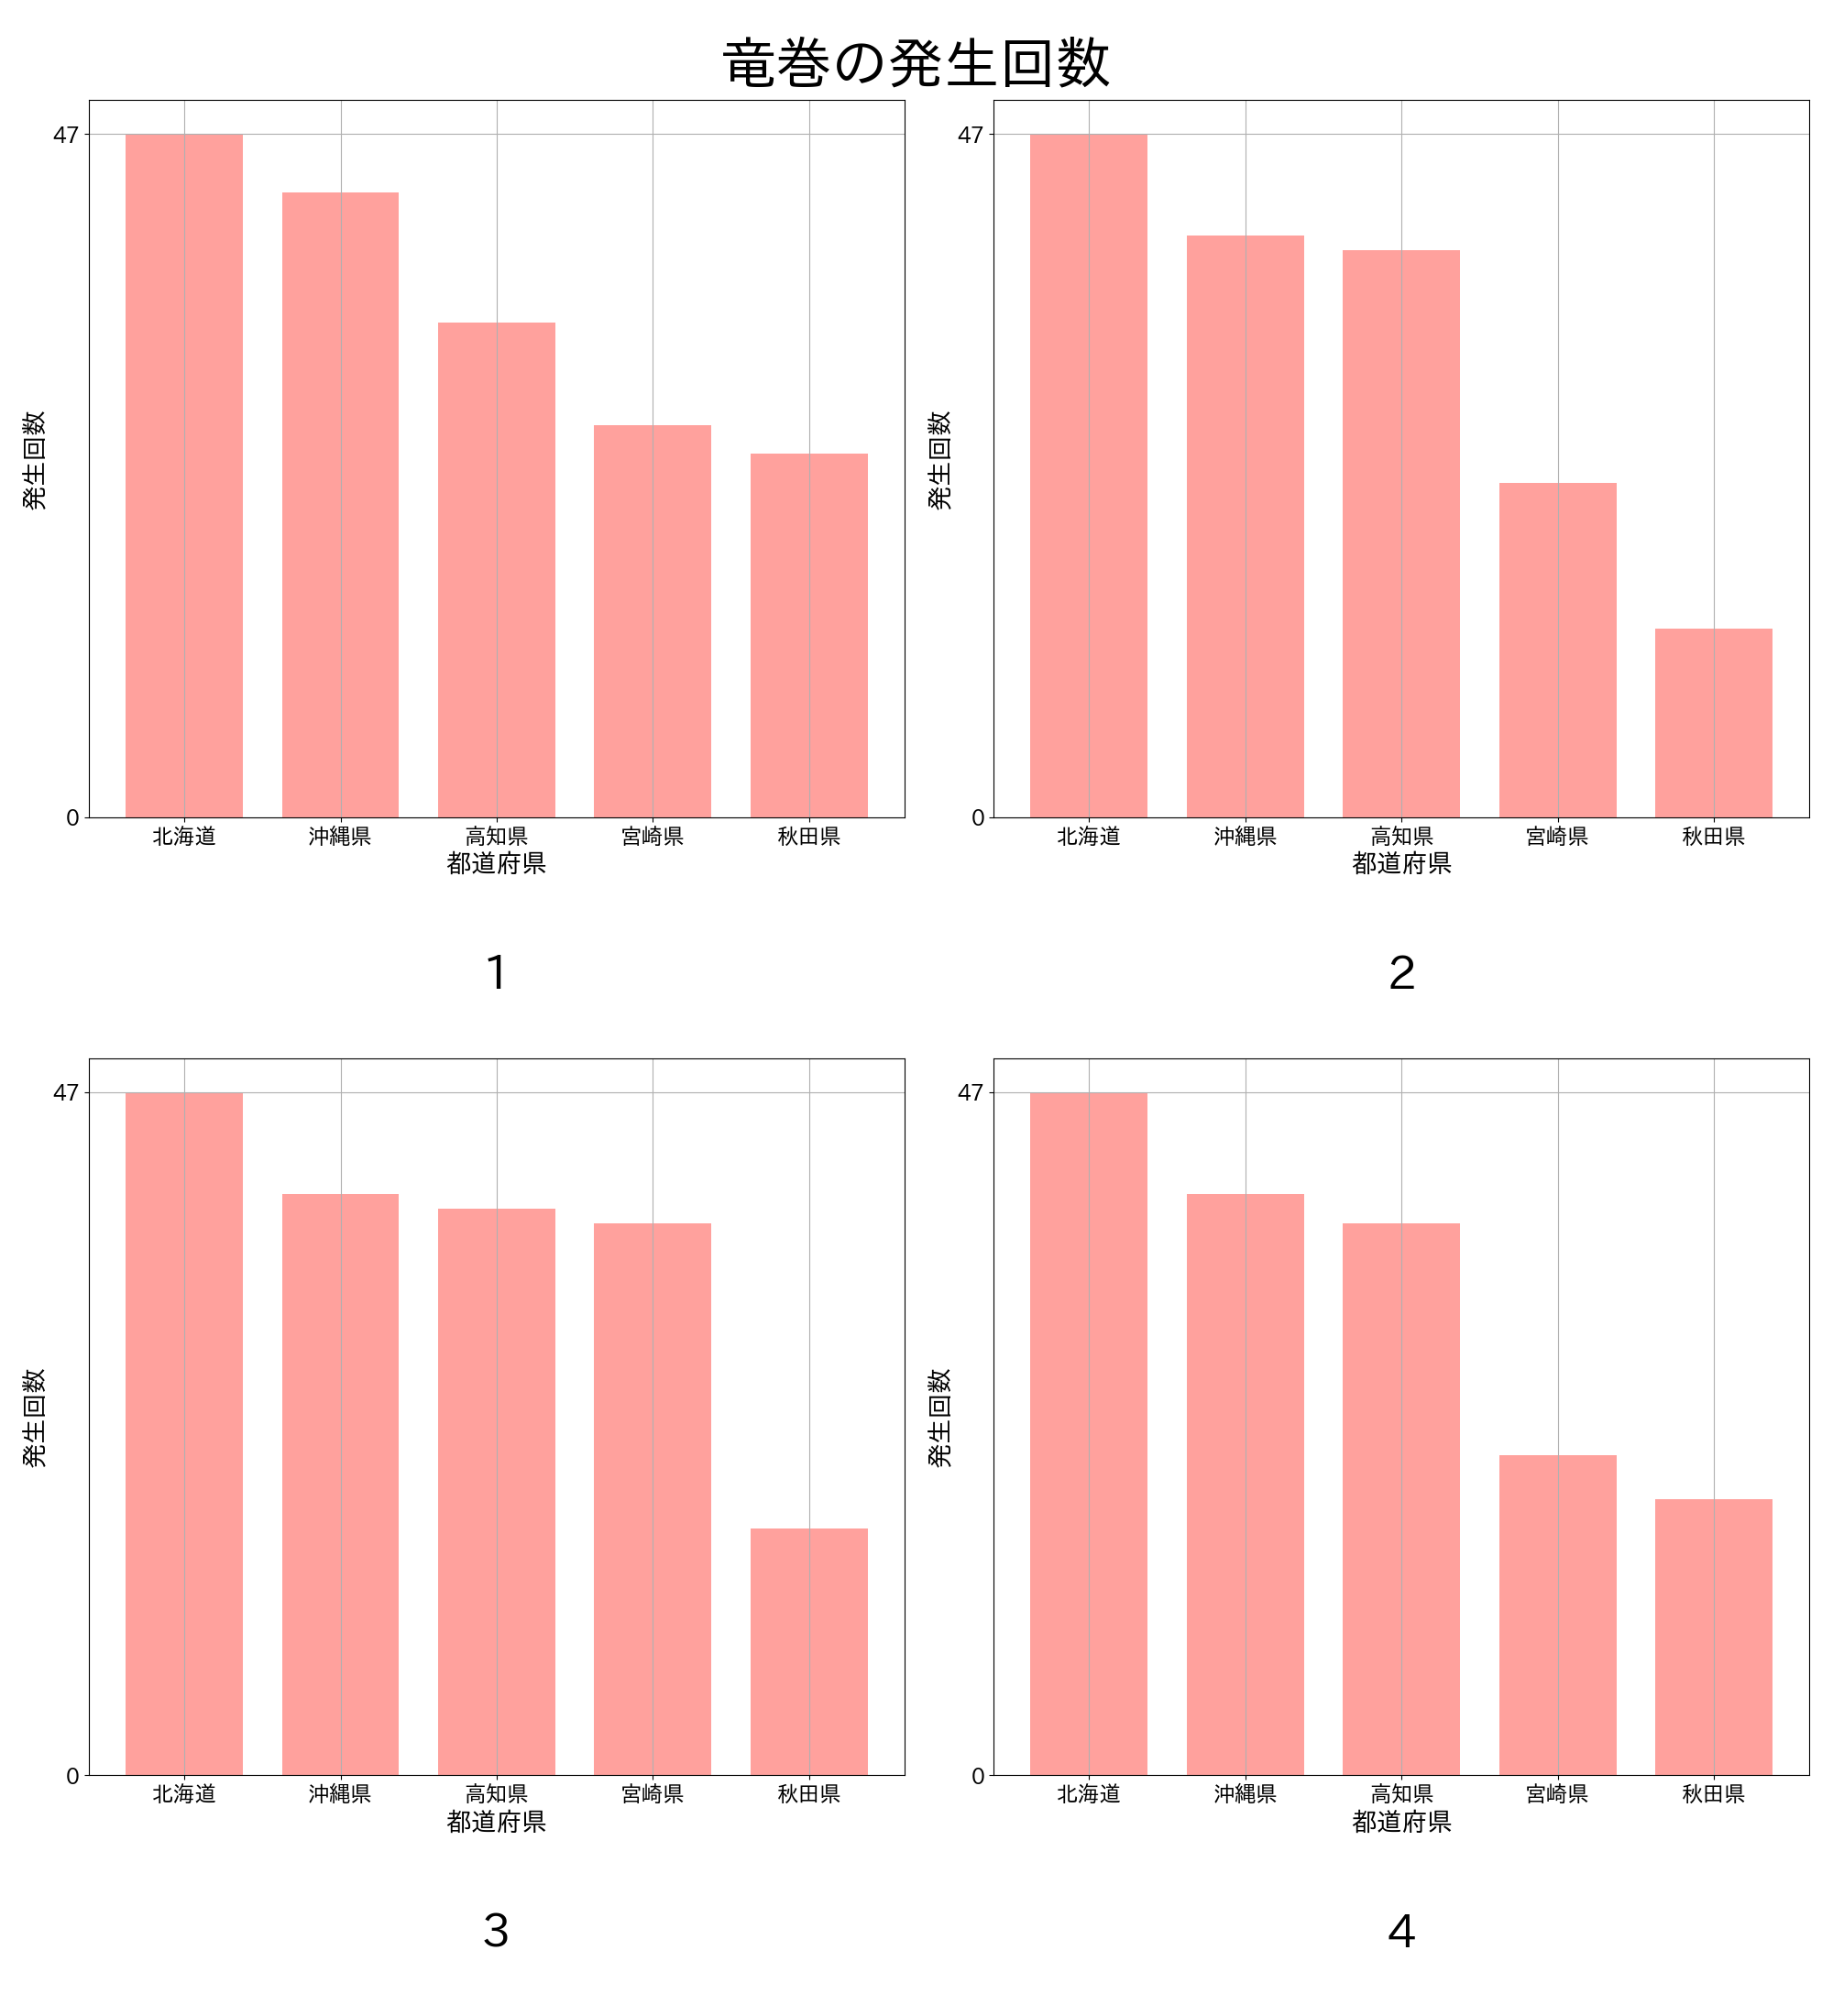 竜巻の発生回数
47
0
発生回数
北海道 沖縄県 高知県 宮崎県 秋田県
都道府県
1
47
0
発生回数
北海道 沖縄県 高知県 宮崎県 秋田県
都道府県
2
47
0
発生回数
北海道 沖縄県 高知県 宮崎県 秋田県
都道府県
3
47
0
発生回数
北海道 沖縄県 高知県 宮崎県 秋田県
都道府県
4